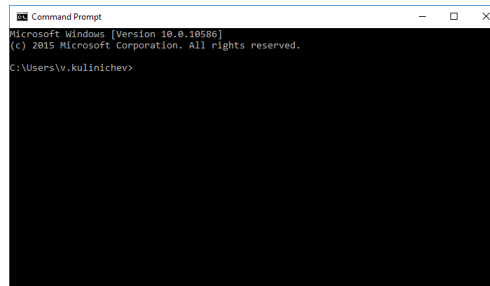 Command Prompt
Microsoft Windows [Version 10.0.10586]
(c) 2015 Microsoft Corporation. All rights reserved.
C:\Users\v.kulinichev>